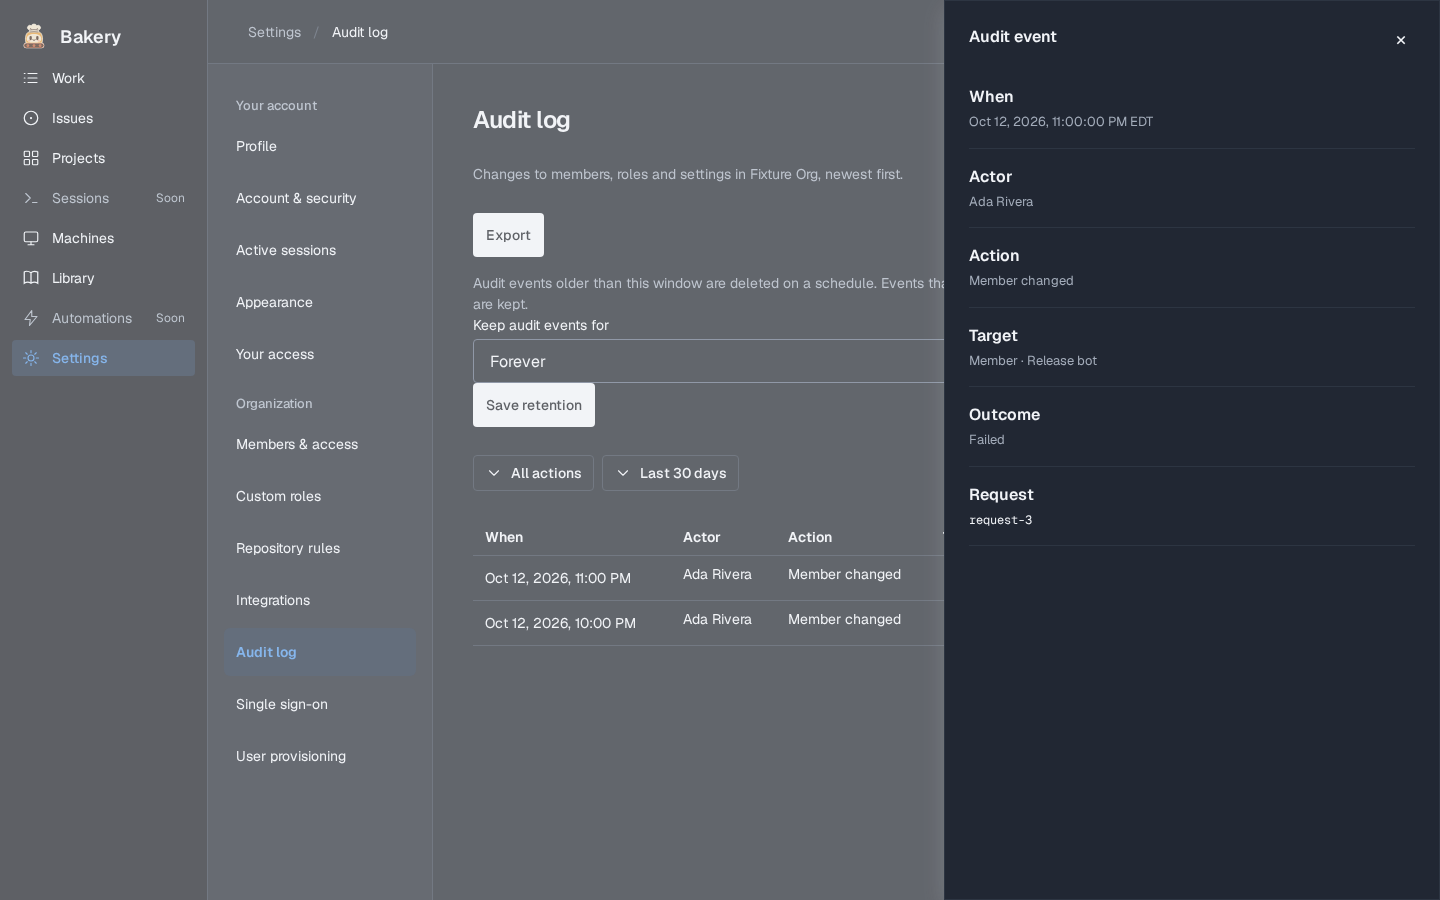 Bakery
Work
Issues
Projects
Sessions Soon
Machines
Library
Automations Soon
Settings
Settings / Audit log
Your account
Profile
Account & security
Active sessions
Appearance
Your access
Organization
Members & access
Custom roles
Repository rules
Integrations
Audit log
Single sign-on
User provisioning
Audit log
Changes to members, roles and settings in Fixture Org, newest first.
Export
Audit events older than this window are deleted on a schedule. Events
are kept.
Keep audit events for
Forever
Save retention
All actions
Last 30 days
When Actor Action
Oct 12, 2026, 11:00 PM Ada Rivera Member changed
Oct 12, 2026, 10:00 PM Ada Rivera Member changed
Audit event
×
When
Oct 12, 2026, 11:00:00 PM EDT
Actor
Ada Rivera
Action
Member changed
Target
Member · Release bot
Outcome
Failed
Request
request-3